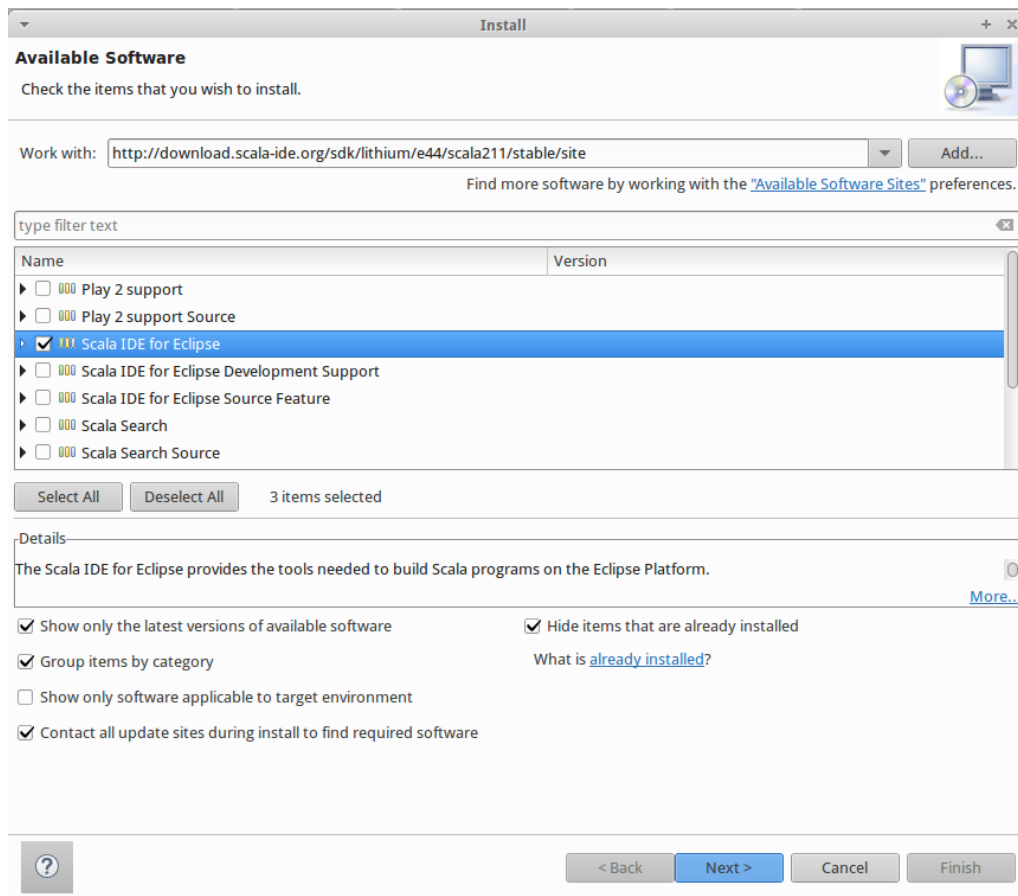 Install
Available Software
Check the items that you wish to install.
Work with: http://download.scala-ide.org/sdk/lithium/e44/scala211/stable/site Add...
Find more software by working with the "Available Software Sites" preferences.
type filter text
Name Version
Play 2 support
Play 2 support Source
Scala IDE for Eclipse
Scala IDE for Eclipse Development Support
Scala IDE for Eclipse Source Feature
Scala Search
Scala Search Source
Select All Deselect All 3 items selected
Details
The Scala IDE for Eclipse provides the tools needed to build Scala programs on the Eclipse Platform.
More...
Show only the latest versions of available software Hide items that are already installed
Group items by category What is already installed?
Show only software applicable to target environment
Contact all update sites during install to find required software
? < Back Next > Cancel Finish